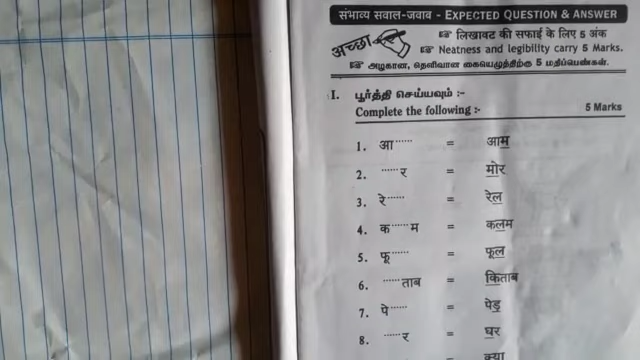 संभाव्य सवाल-जवाब - EXPECTED QUESTION & ANSWER
अच्छा
☞ लिखावट की सफाई के लिए 5 अंक
☞ Neatness and legibility carry 5 Marks.
☞ அழகான, தெளிவான கையெழுத்திற்கு 5 மதிப்பெண்கள்.
I. பூர்த்தி செய்யவும் :-
Complete the following :- 5 Marks
1. आ ...... = आम
2. ...... र = मोर
3. रे ...... = रेल
4. क ...... म = कलम
5. फू ...... = फूल
6. ...... ताब = किताब
7. पे ...... = पेड़
8. ...... र = घर
क्या